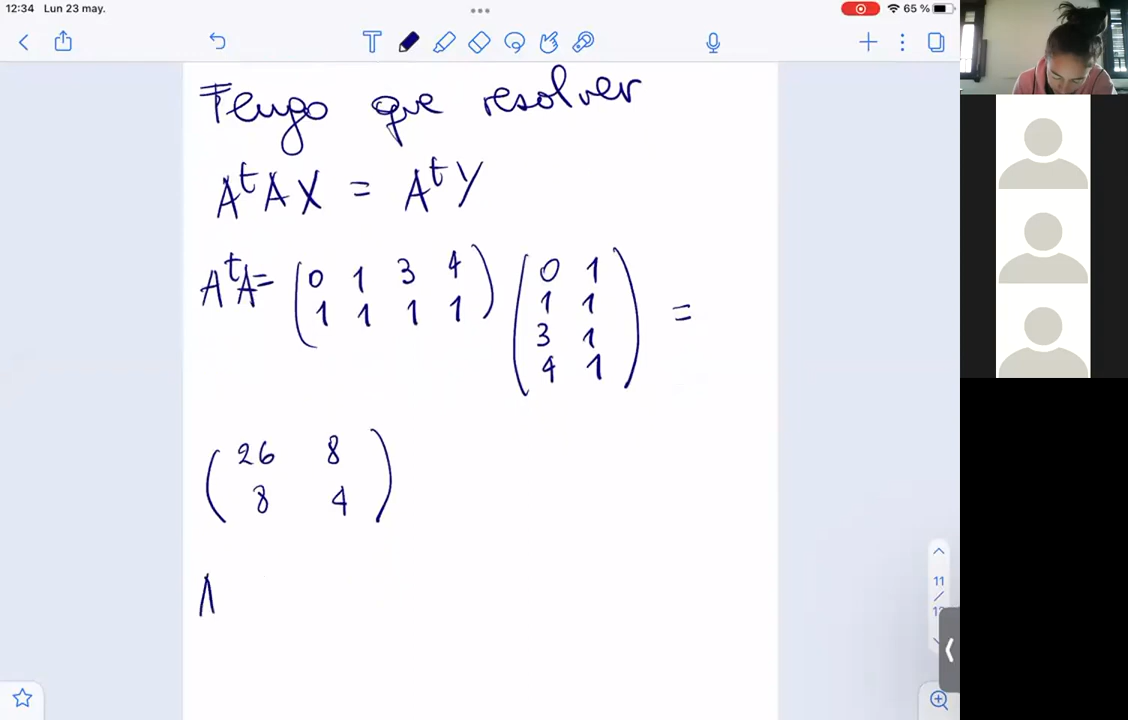 12:34 Lun 23 may. 65 %
T
Tengo que resolver
AᵗAX = AᵗY
AᵗA= (0 1 3 4) (0 1) =
(1 1 1 1) (1 1)
(3 1)
(4 1)
(26 8)
(8 4)
11
/